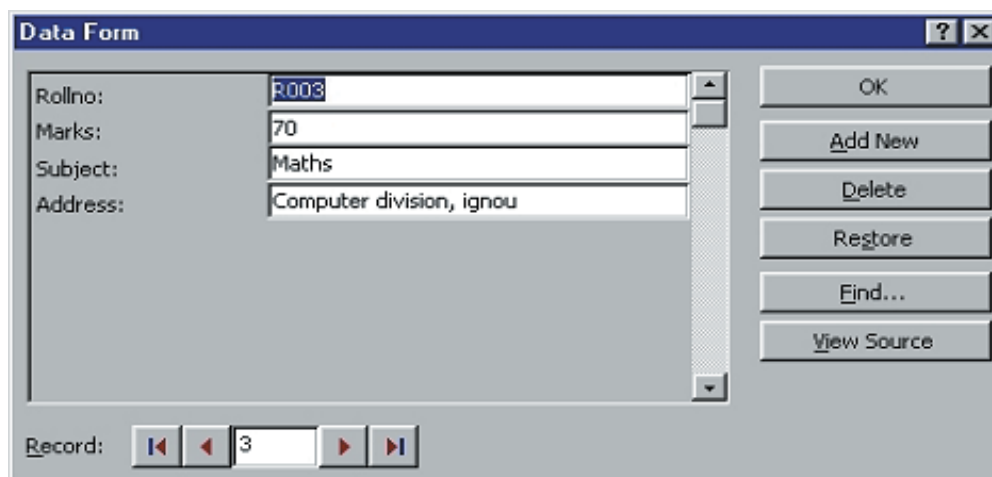 Data Form
Rollno: R003
Marks: 70
Subject: Maths
Address: Computer division, ignou
OK
Add New
Delete
Restore
Find...
View Source
Record: 3